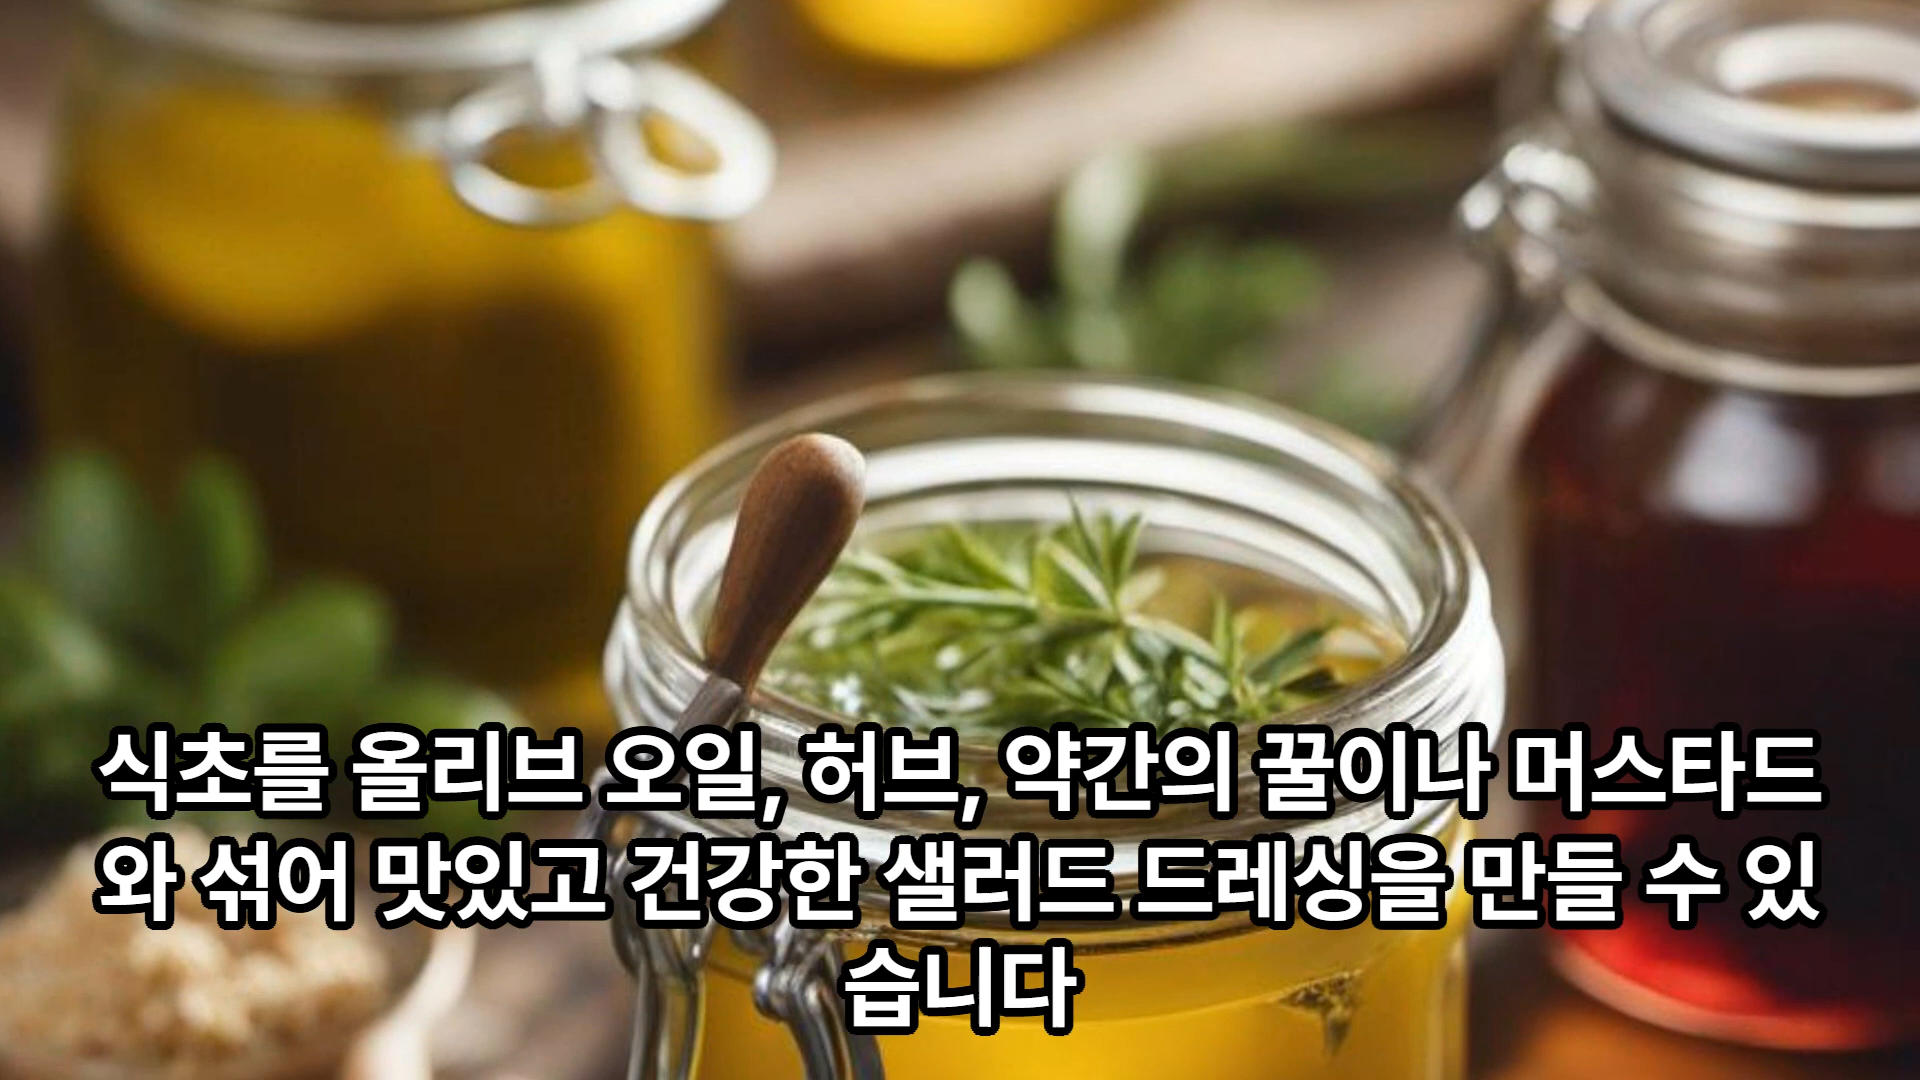 식초를 올리브 오일, 허브, 약간의 꿀이나 머스타드
와 섞어 맛있고 건강한 샐러드 드레싱을 만들 수 있
습니다